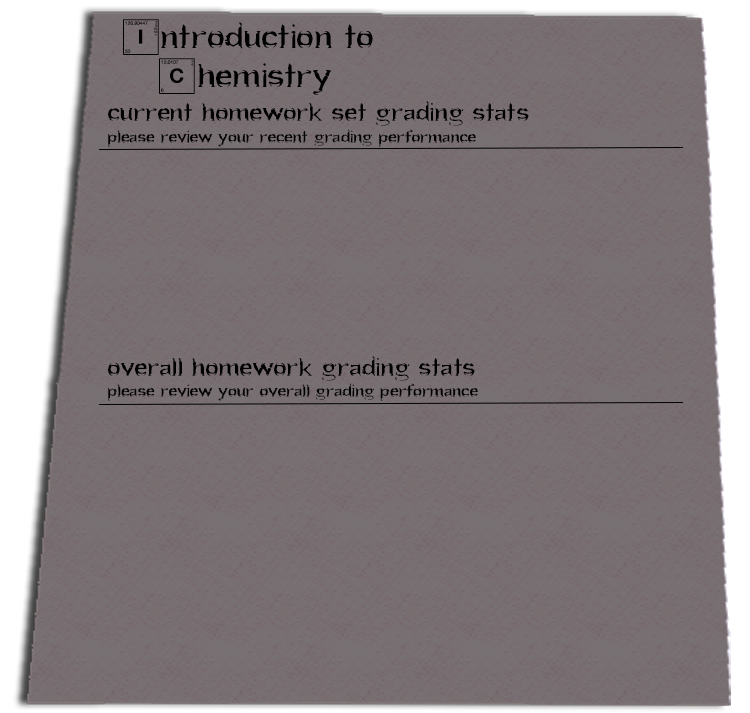 Introduction to
Chemistry
current homework set grading stats
please review your recent grading performance
overall homework grading stats
please review your overall grading performance